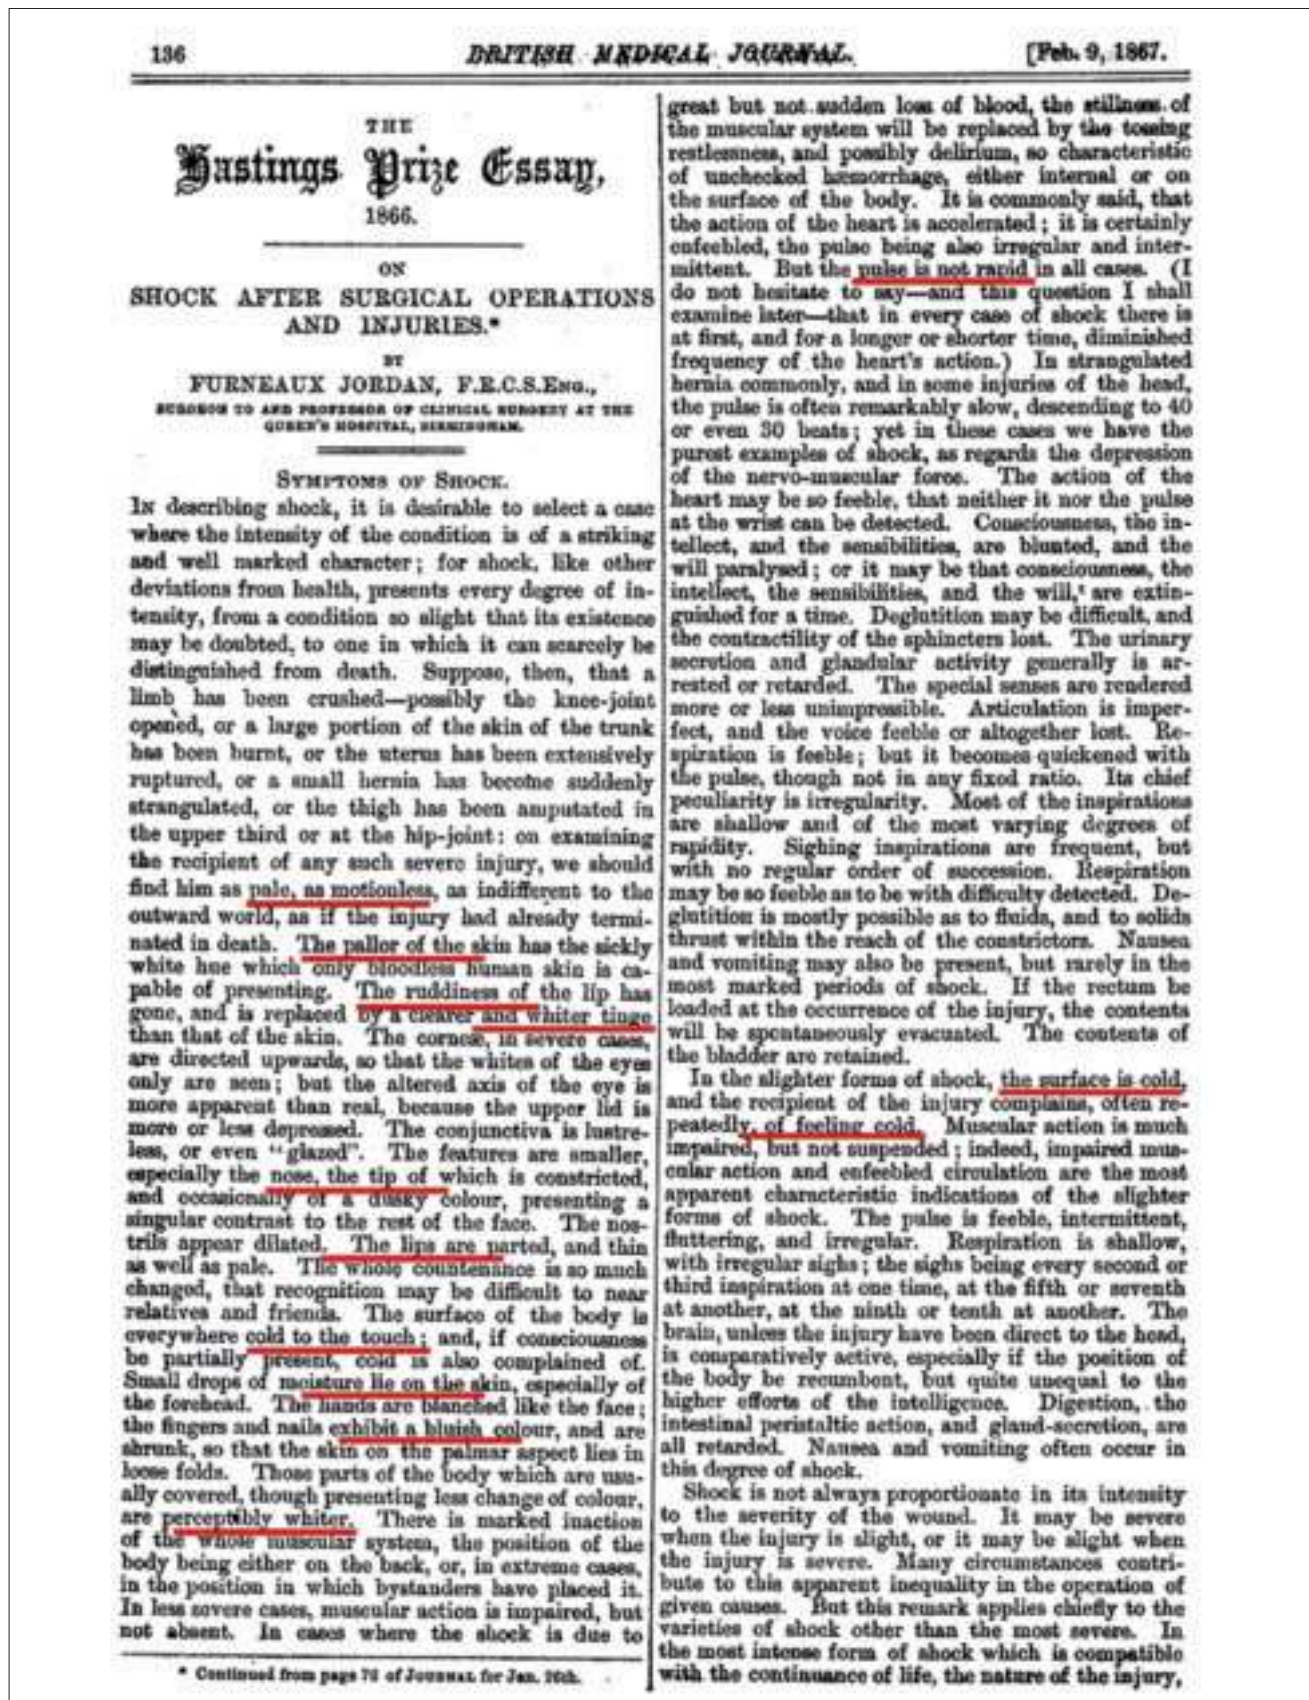 136
BRITISH MEDICAL JOURNAL.
[Feb. 9, 1867.
THE
Hastings Prize Essay,
1866.
ON
SHOCK AFTER SURGICAL OPERATIONS
AND INJURIES.*
BY
FURNEAUX JORDAN, F.R.C.S.ENG.,
SURGEON TO AND PROFESSOR OF CLINICAL SURGERY AT THE
QUEEN'S HOSPITAL, BIRMINGHAM.
SYMPTOMS OF SHOCK.
IN describing shock, it is desirable to select a case
where the intensity of the condition is of a striking
and well marked character; for shock, like other
deviations from health, presents every degree of in-
tensity, from a condition so slight that its existence
may be doubted, to one in which it can scarcely be
distinguished from death. Suppose, then, that a
limb has been crushed—possibly the knee-joint
opened, or a large portion of the skin of the trunk
has been burnt, or the uterus has been extensively
ruptured, or a small hernia has become suddenly
strangulated, or the thigh has been amputated in
the upper third or at the hip-joint: on examining
the recipient of any such severe injury, we should
find him as pale, as motionless, as indifferent to the
outward world, as if the injury had already termi-
nated in death. The pallor of the skin has the sickly
white hue which only bloodless human skin is ca-
pable of presenting. The ruddiness of the lip has
gone, and is replaced by a clearer and whiter tinge
than that of the skin. The corneæ, in severe cases,
are directed upwards, so that the whites of the eyes
only are seen; but the altered axis of the eye is
more apparent than real, because the upper lid is
more or less depressed. The conjunctiva is lustre-
less, or even "glazed". The features are smaller,
especially the nose, the tip of which is constricted,
and occasionally of a dusky colour, presenting a
singular contrast to the rest of the face. The nos-
trils appear dilated. The lips are parted, and thin
as well as pale. The whole countenance is so much
changed, that recognition may be difficult to near
relatives and friends. The surface of the body is
everywhere cold to the touch; and, if consciousness
be partially present, cold is also complained of.
Small drops of moisture lie on the skin, especially of
the forehead. The hands are blanched like the face;
the fingers and nails exhibit a bluish colour, and are
shrunk, so that the skin on the palmar aspect lies in
loose folds. Those parts of the body which are usu-
ally covered, though presenting less change of colour,
are perceptibly whiter. There is marked inaction
of the whole muscular system, the position of the
body being either on the back, or, in extreme cases,
in the position in which bystanders have placed it.
In less severe cases, muscular action is impaired, but
not absent. In cases where the shock is due to
* Continued from page 76 of JOURNAL for Jan. 26th.
great but not sudden loss of blood, the stillness of
the muscular system will be replaced by the tossing
restlessness, and possibly delirium, so characteristic
of unchecked hæmorrhage, either internal or on
the surface of the body. It is commonly said, that
the action of the heart is accelerated; it is certainly
enfeebled, the pulse being also irregular and inter-
mittent. But the pulse is not rapid in all cases. (I
do not hesitate to say—and this question I shall
examine later—that in every case of shock there is
at first, and for a longer or shorter time, diminished
frequency of the heart's action.) In strangulated
hernia commonly, and in some injuries of the head,
the pulse is often remarkably slow, descending to 40
or even 30 beats; yet in these cases we have the
purest examples of shock, as regards the depression
of the nervo-muscular force. The action of the
heart may be so feeble, that neither it nor the pulse
at the wrist can be detected. Consciousness, the in-
tellect, and the sensibilities, are blunted, and the
will paralysed; or it may be that consciousness, the
intellect, the sensibilities, and the will, are extin-
guished for a time. Deglutition may be difficult, and
the contractility of the sphincters lost. The urinary
secretion and glandular activity generally is ar-
rested or retarded. The special senses are rendered
more or less unimpressible. Articulation is imper-
fect, and the voice feeble or altogether lost. Re-
spiration is feeble; but it becomes quickened with
the pulse, though not in any fixed ratio. Its chief
peculiarity is irregularity. Most of the inspirations
are shallow and of the most varying degrees of
rapidity. Sighing inspirations are frequent, but
with no regular order of succession. Respiration
may be so feeble as to be with difficulty detected. De-
glutition is mostly possible as to fluids, and to solids
thrust within the reach of the constrictors. Nausea
and vomiting may also be present, but rarely in the
most marked periods of shock. If the rectum be
loaded at the occurrence of the injury, the contents
will be spontaneously evacuated. The contents of
the bladder are retained.
In the slighter forms of shock, the surface is cold,
and the recipient of the injury complains, often re-
peatedly, of feeling cold. Muscular action is much
impaired, but not suspended; indeed, impaired mus-
cular action and enfeebled circulation are the most
apparent characteristic indications of the slighter
forms of shock. The pulse is feeble, intermittent,
fluttering, and irregular. Respiration is shallow,
with irregular sighs; the sighs being every second or
third inspiration at one time, at the fifth or seventh
at another, at the ninth or tenth at another. The
brain, unless the injury have been direct to the head,
is comparatively active, especially if the position of
the body be recumbent, but quite unequal to the
higher efforts of the intelligence. Digestion, the
intestinal peristaltic action, and gland-secretion, are
all retarded. Nausea and vomiting often occur in
this degree of shock.
Shock is not always proportionate in its intensity
to the severity of the wound. It may be severe
when the injury is slight, or it may be slight when
the injury is severe. Many circumstances contri-
bute to this apparent inequality in the operation of
given causes. But this remark applies chiefly to the
varieties of shock other than the most severe. In
the most intense form of shock which is compatible
with the continuance of life, the nature of the injury,